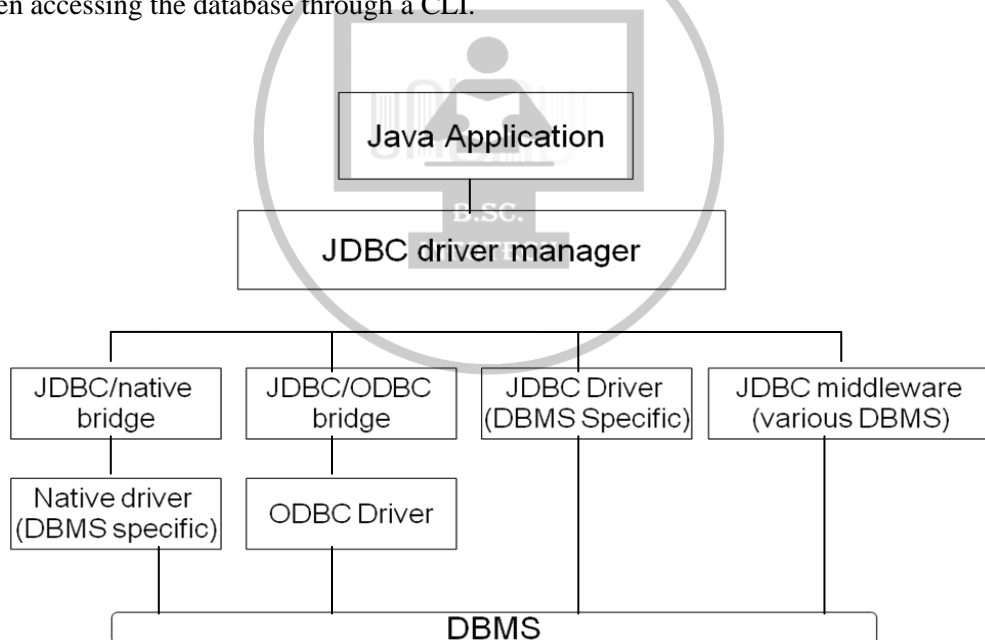 en accessing the database through a CLI.
Java Application
B.SC.
JDBC driver manager
JDBC/native
bridge
JDBC/ODBC
bridge
JDBC Driver
(DBMS Specific)
JDBC middleware
(various DBMS)
Native driver
(DBMS specific)
ODBC Driver
DBMS